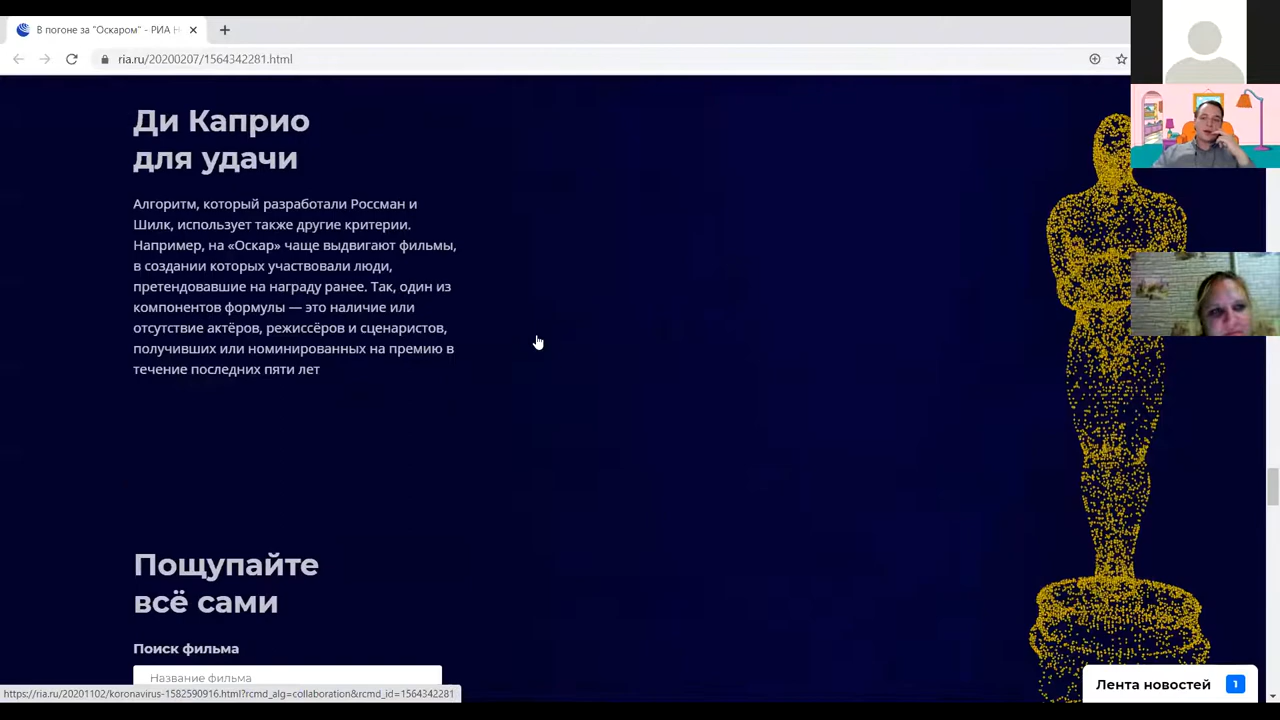 В погоне за "Оскаром" - РИА Н
ria.ru/20200207/1564342281.html
Ди Каприо
для удачи
Алгоритм, который разработали Россман и
Шилк, использует также другие критерии.
Например, на «Оскар» чаще выдвигают фильмы,
в создании которых участвовали люди,
претендовавшие на награду ранее. Так, один из
компонентов формулы — это наличие или
отсутствие актёров, режиссёров и сценаристов,
получивших или номинированных на премию в
течение последних пяти лет
Пощупайте
всё сами
Поиск фильма
Название фильма
https://ria.ru/20201102/koronavirus-1582590916.html?rcmd_alg=collaboration&rcmd_id=1564342281
Лента новостей 1